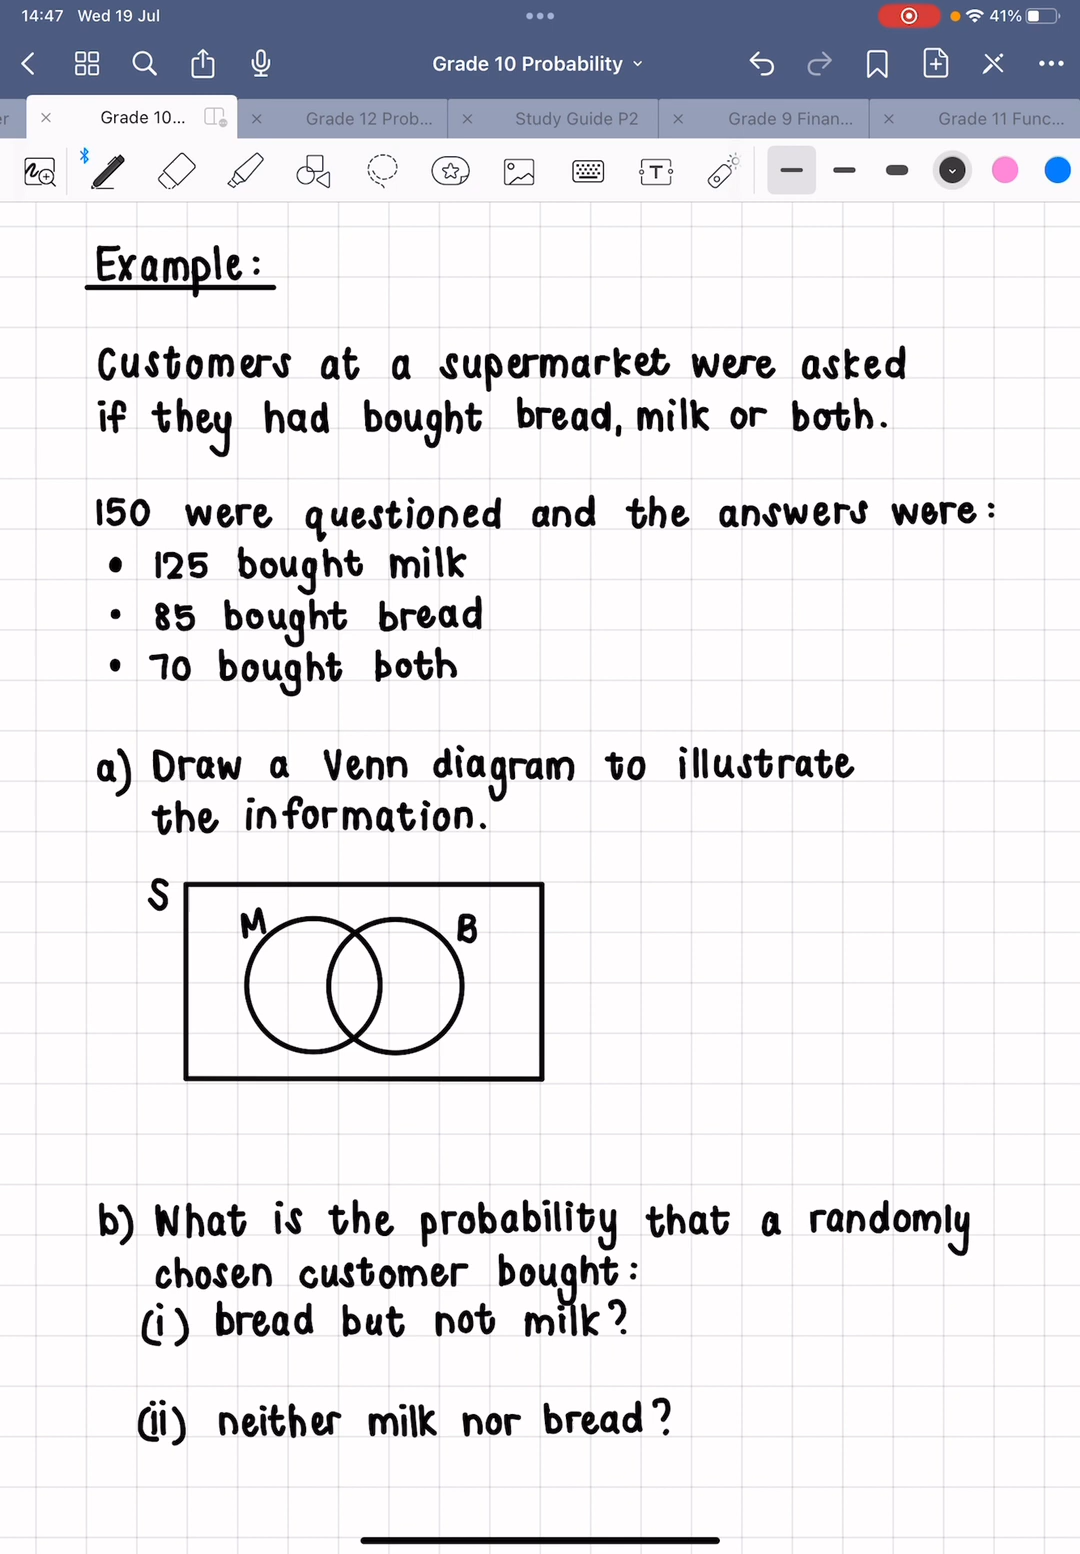 14:47 Wed 19 Jul
41%
Grade 10 Probability
er
Grade 10...
Grade 12 Prob...
Study Guide P2
Grade 9 Finan...
Grade 11 Func...
T
Example:
Customers at a supermarket were asked
if they had bought bread, milk or both.
150 were questioned and the answers were:
• 125 bought milk
• 85 bought bread
• 70 bought both
a) Draw a Venn diagram to illustrate
the information.
S
M B
b) What is the probability that a randomly
chosen customer bought:
(i) bread but not milk?
(ii) neither milk nor bread?